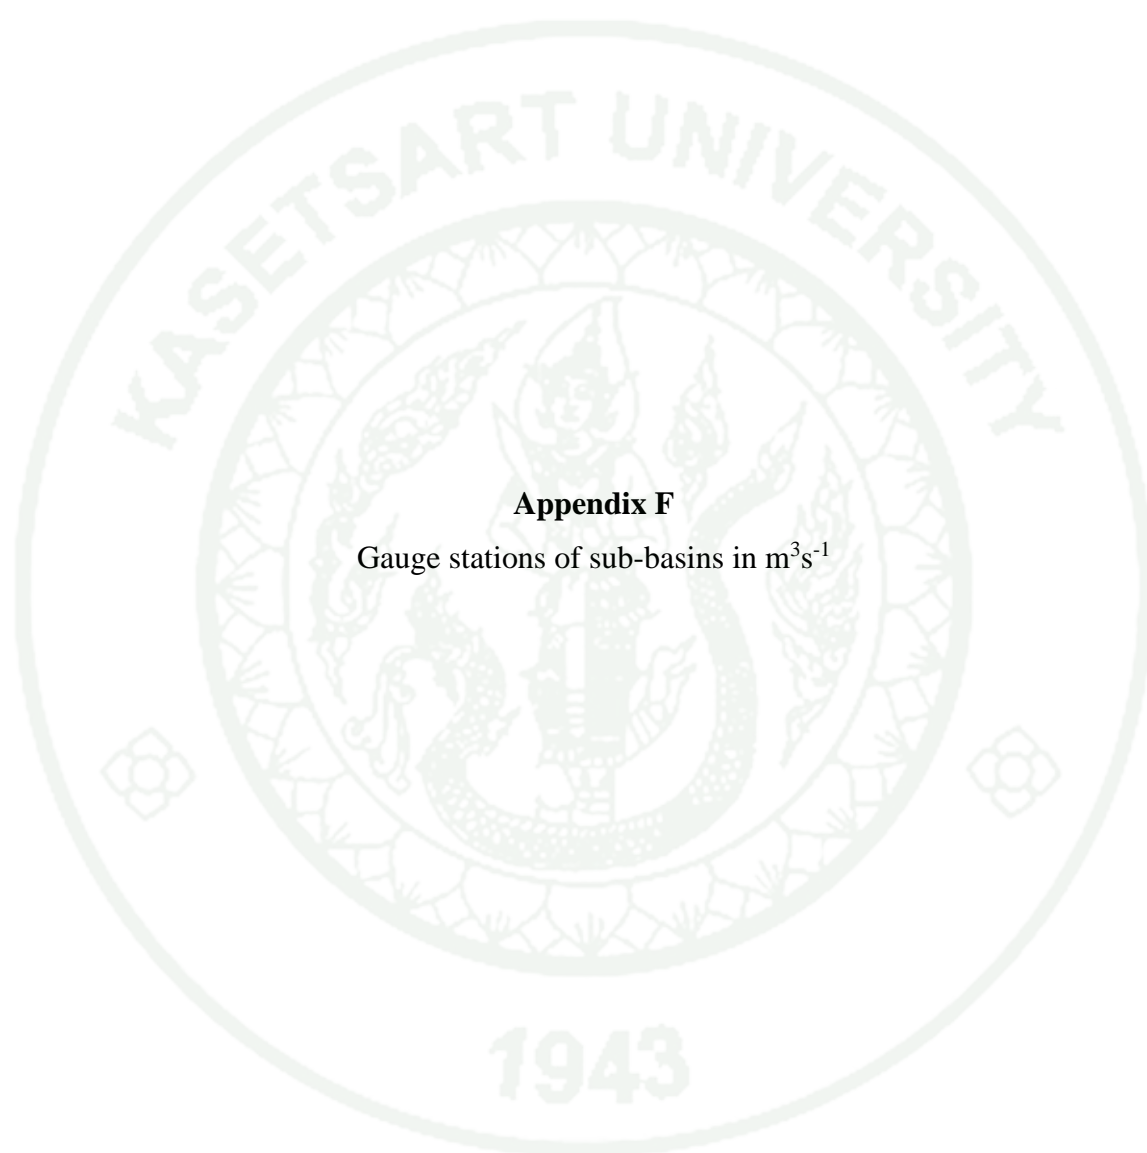 KASETSART UNIVERSITY
Appendix F
Gauge stations of sub-basins in m³s⁻¹
1943